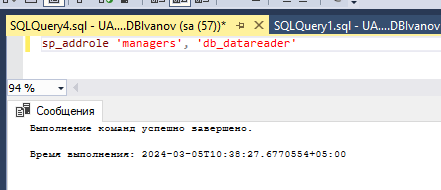 SQLQuery4.sql - UA....DBIvanov (sa (57))*
SQLQuery1.sql - UA....DBIvanov
sp_addrole 'managers', 'db_datareader'
94 %
Сообщения
Выполнение команд успешно завершено.
Время выполнения: 2024-03-05T10:38:27.6770554+05:00